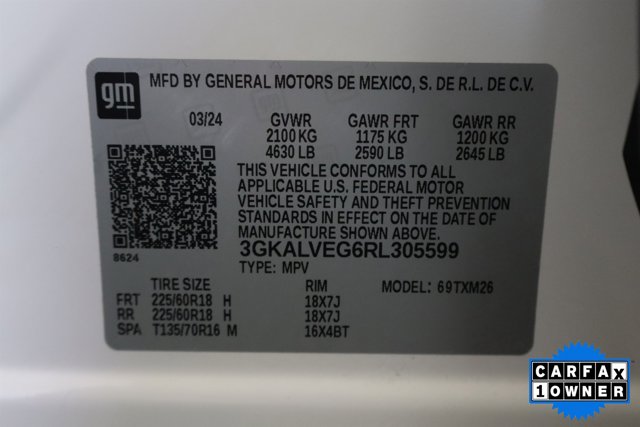 gm
MFD BY GENERAL MOTORS DE MEXICO, S. DE R.L. DE C.V.
03/24 GVWR GAWR FRT GAWR RR
2100 KG 1175 KG 1200 KG
4630 LB 2590 LB 2645 LB
THIS VEHICLE CONFORMS TO ALL
APPLICABLE U.S. FEDERAL MOTOR
VEHICLE SAFETY AND THEFT PREVENTION
STANDARDS IN EFFECT ON THE DATE OF
MANUFACTURE SHOWN ABOVE.
8624
3GKALVEG6RL305599
TYPE: MPV
TIRE SIZE RIM MODEL: 69TXM26
FRT 225/60R18 H 18X7J
RR 225/60R18 H 18X7J
SPA T135/70R16 M 16X4BT
CARFAX
1 OWNER